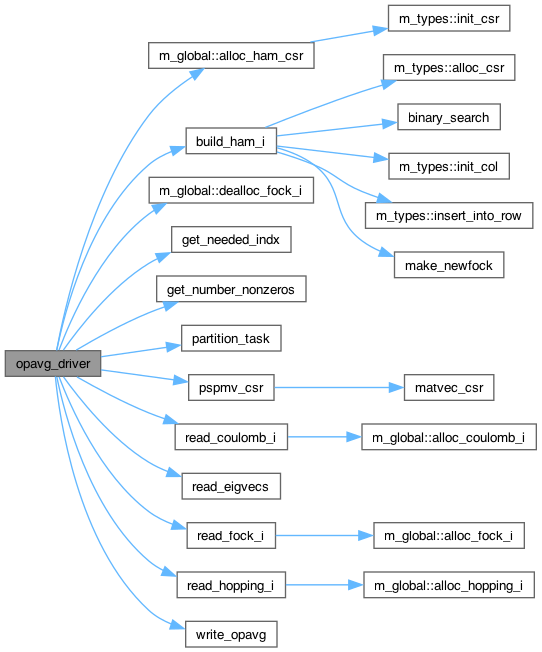 opavg_driver
m_global::alloc_ham_csr
build_ham_i
m_global::dealloc_fock_i
get_needed_indx
get_number_nonzeros
partition_task
pspmv_csr
read_coulomb_i
read_eigvecs
read_fock_i
read_hopping_i
write_opavg
m_types::init_csr
m_types::alloc_csr
binary_search
m_types::init_col
m_types::insert_into_row
make_newfock
matvec_csr
m_global::alloc_coulomb_i
m_global::alloc_fock_i
m_global::alloc_hopping_i